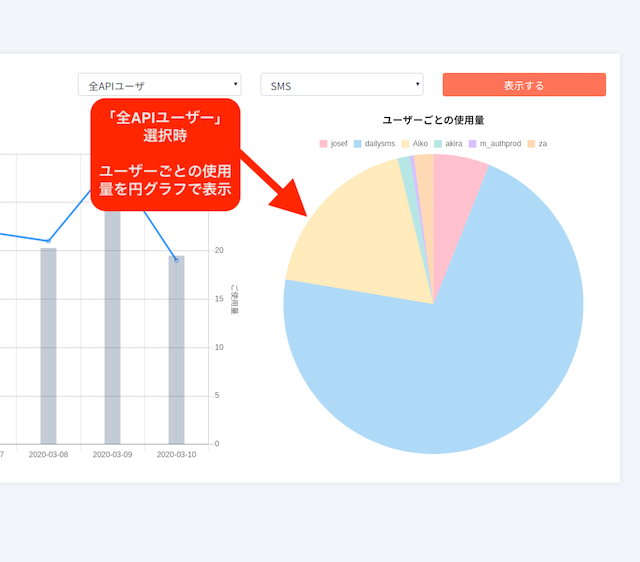 全APIユーザ
SMS
表示する
「全APIユーザー」
選択時
ユーザーごとの使用
量を円グラフで表示
ユーザーごとの使用量
josef
dailysms
Aiko
akira
m_authprod
za
20
15
10
5
0
ご使用量
7
2020-03-08
2020-03-09
2020-03-10